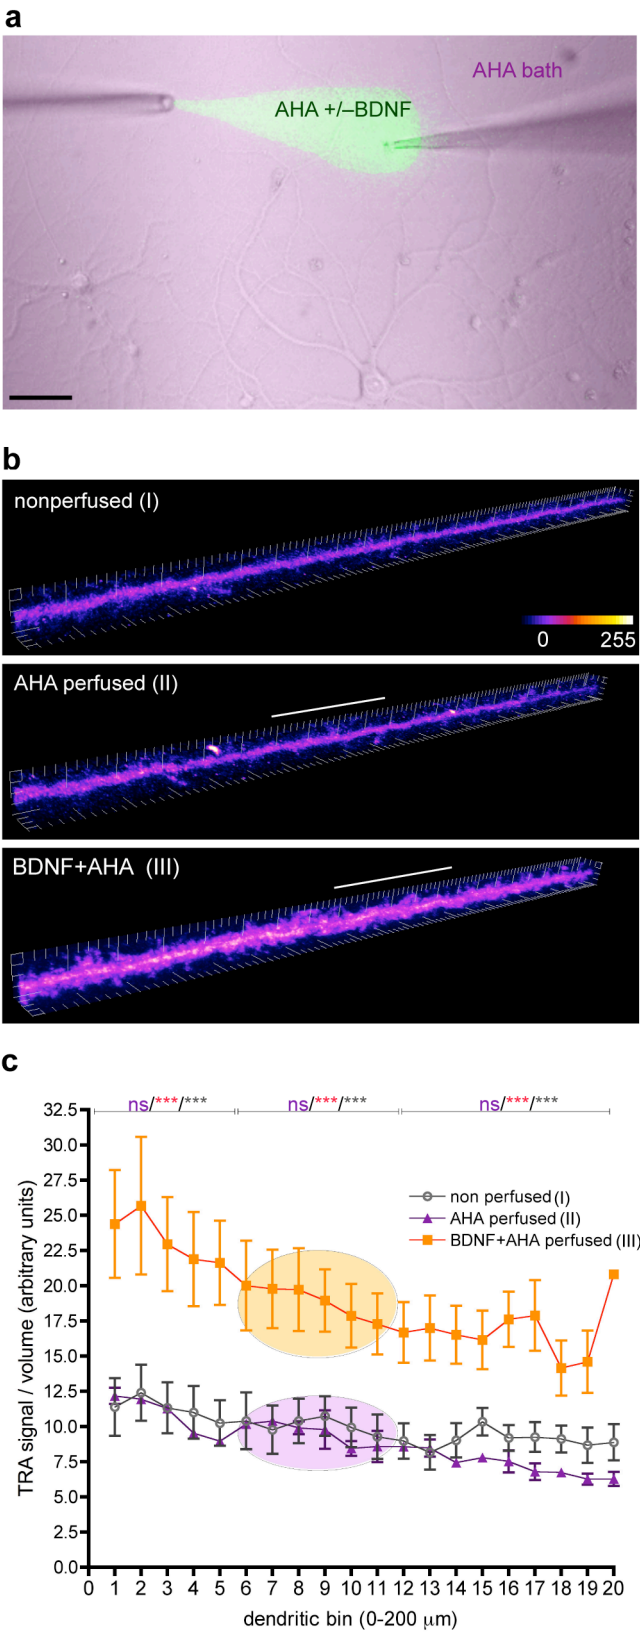 a
AHA bath
AHA +/–BDNF
b
nonperfused (I)
0 255
AHA perfused (II)
BDNF+AHA (III)
c
ns/***/*** ns/***/*** ns/***/***
32.5
30.0
27.5
25.0
22.5
20.0
17.5
15.0
12.5
10.0
7.5
5.0
2.5
0.0
TRA signal / volume (arbitrary units)
non perfused (I)
AHA perfused (II)
BDNF+AHA perfused (III)
0 1 2 3 4 5 6 7 8 9 10 11 12 13 14 15 16 17 18 19 20
dendritic bin (0-200 µm)